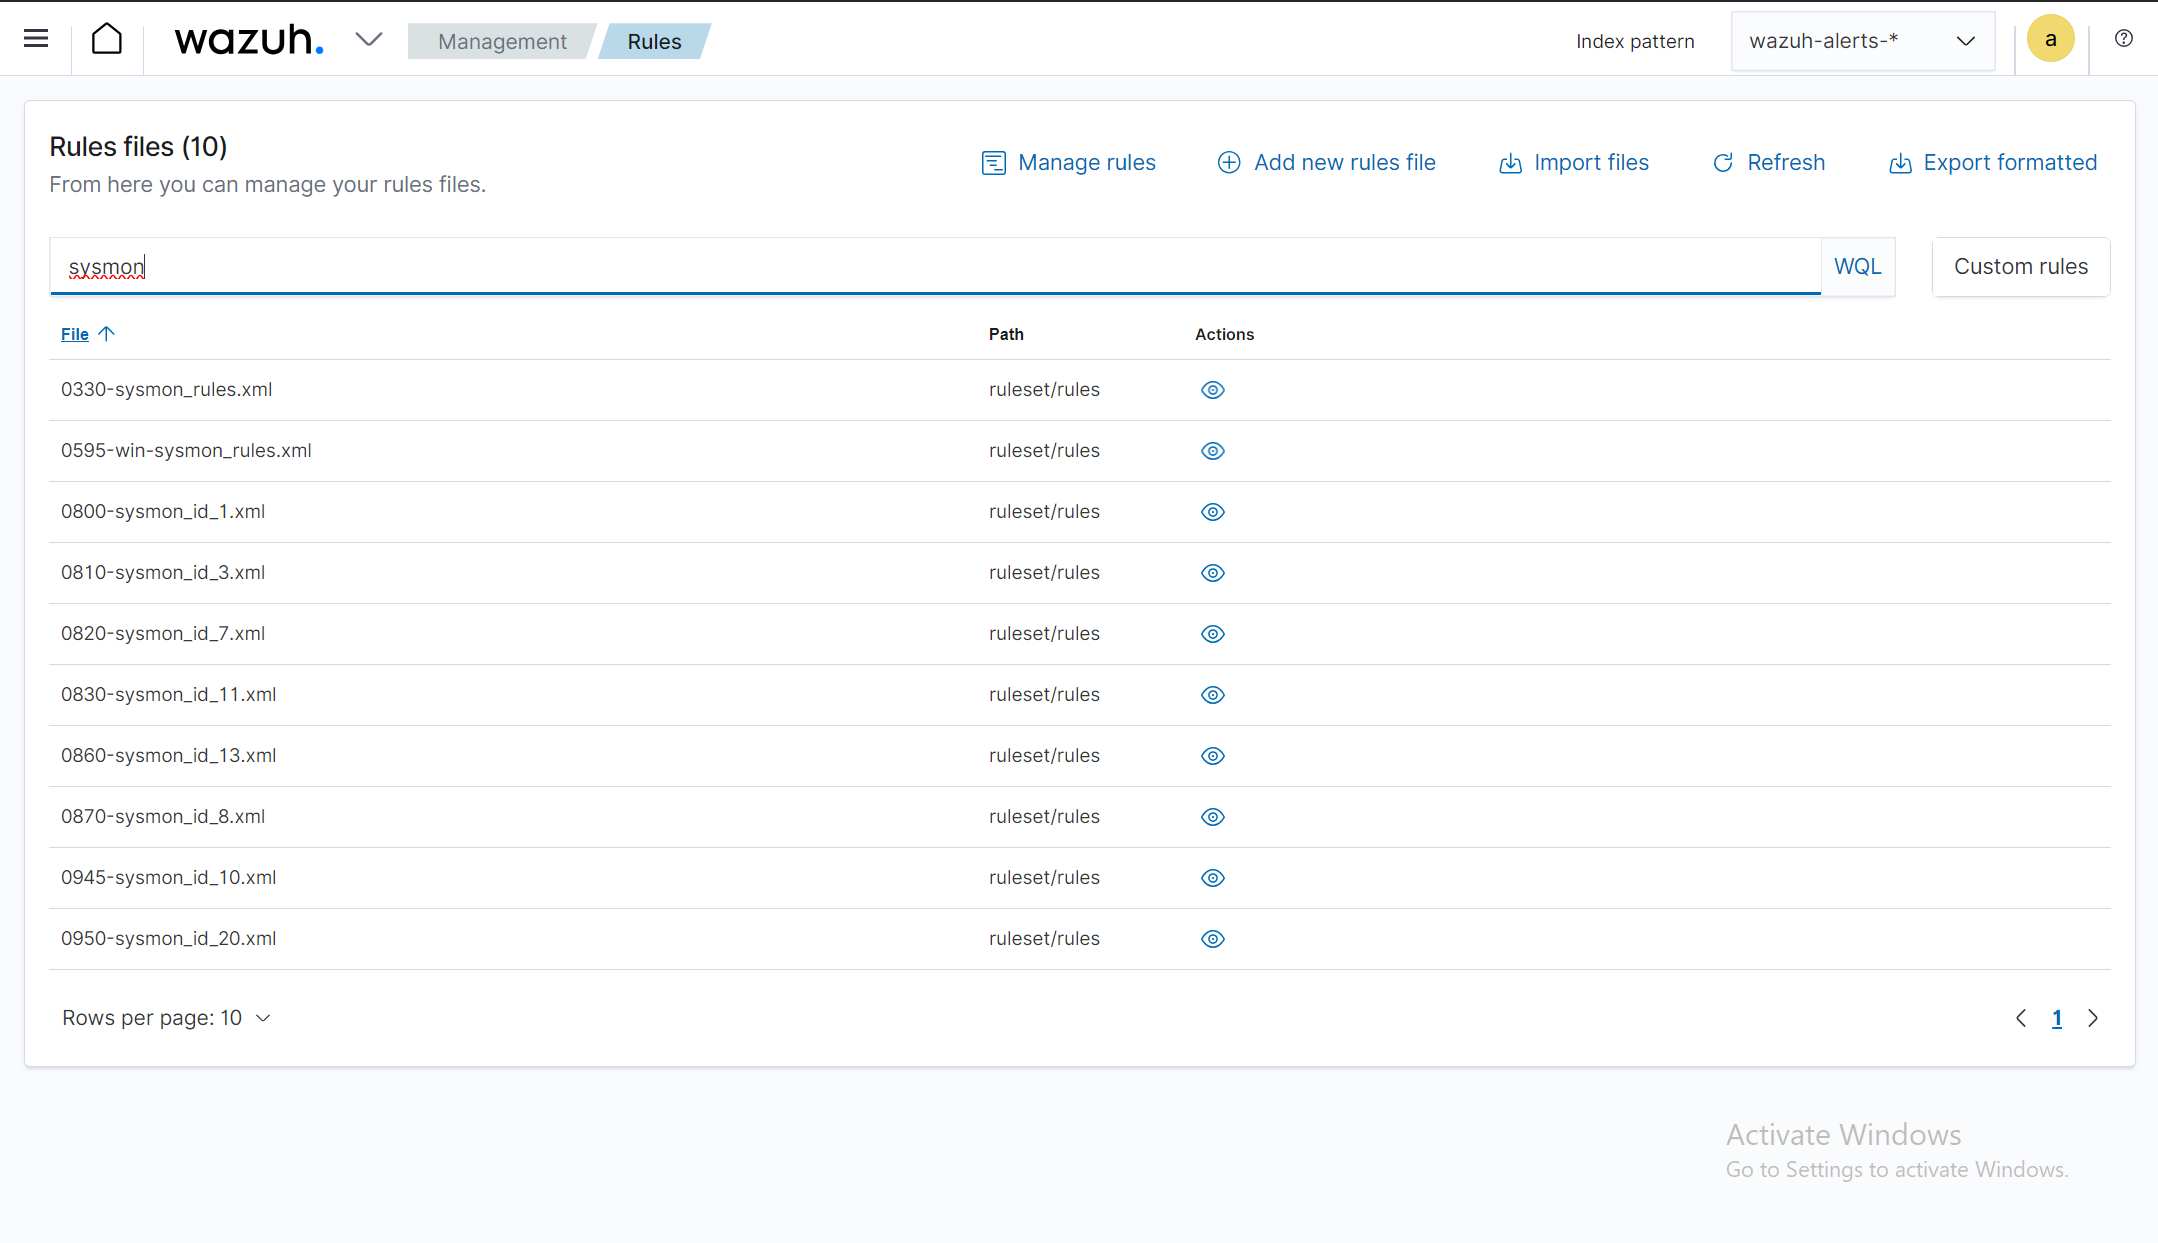 wazuh.
Management
Rules
Index pattern
wazuh-alerts-*
a
Rules files (10)
From here you can manage your rules files.
Manage rules
Add new rules file
Import files
Refresh
Export formatted
sysmon
WQL
Custom rules
File
Path
Actions
0330-sysmon_rules.xml ruleset/rules
0595-win-sysmon_rules.xml ruleset/rules
0800-sysmon_id_1.xml ruleset/rules
0810-sysmon_id_3.xml ruleset/rules
0820-sysmon_id_7.xml ruleset/rules
0830-sysmon_id_11.xml ruleset/rules
0860-sysmon_id_13.xml ruleset/rules
0870-sysmon_id_8.xml ruleset/rules
0945-sysmon_id_10.xml ruleset/rules
0950-sysmon_id_20.xml ruleset/rules
Rows per page: 10
1
Activate Windows
Go to Settings to activate Windows.